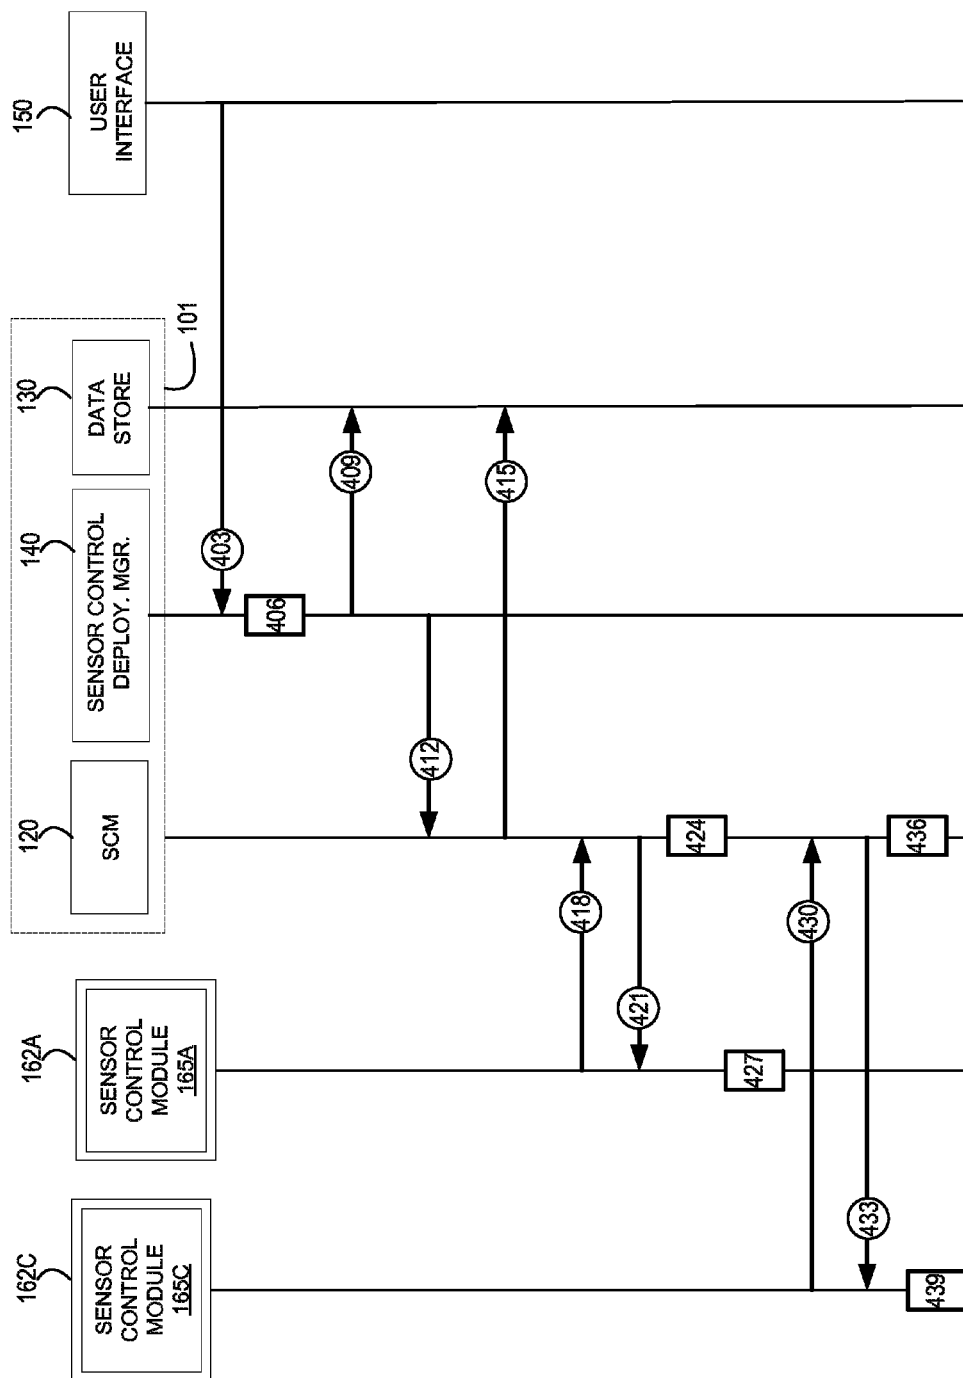 162C
SENSOR
CONTROL
MODULE
165C
162A
SENSOR
CONTROL
MODULE
165A
120
SCM
140
SENSOR CONTROL
DEPLOY. MGR.
130
DATA
STORE
101
150
USER
INTERFACE
403
406
409
412
415
418
421
424
427
430
433
436
439